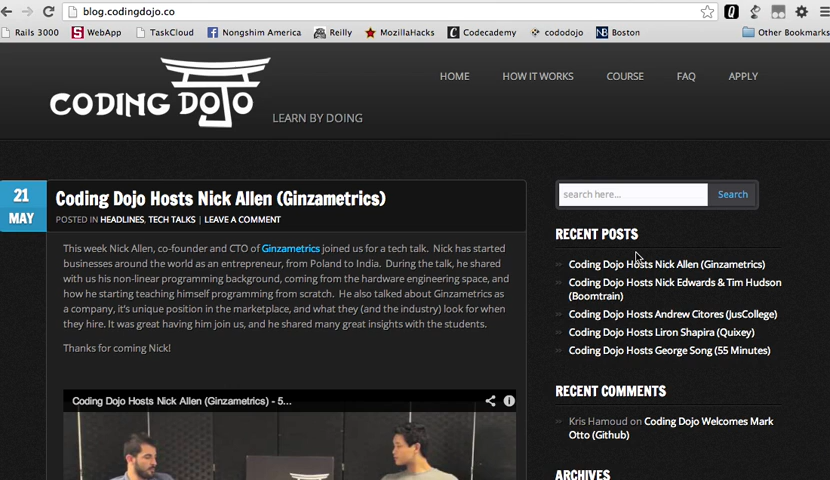 blog.codingdojo.co
Rails 3000 WebApp TaskCloud Nongshim America Reilly MozillaHacks Codecademy cododojo Boston Other Bookmarks
CODING DOJO
LEARN BY DOING
HOME HOW IT WORKS COURSE FAQ APPLY
21
MAY
Coding Dojo Hosts Nick Allen (Ginzametrics)
POSTED IN HEADLINES, TECH TALKS | LEAVE A COMMENT
This week Nick Allen, co-founder and CTO of Ginzametrics joined us for a tech talk. Nick has started
businesses around the world as an entrepreneur, from Poland to India. During the talk, he shared
with us his non-linear programming background, coming from the hardware engineering space, and
how he starting teaching himself programming from scratch. He also talked about Ginzametrics as
a company, it's unique position in the marketplace, and what they (and the industry) look for when
they hire. It was great having him join us, and he shared many great insights with the students.
Thanks for coming Nick!
Coding Dojo Hosts Nick Allen (Ginzametrics) - 5...
search here... Search
RECENT POSTS
Coding Dojo Hosts Nick Allen (Ginzametrics)
Coding Dojo Hosts Nick Edwards & Tim Hudson
(Boomtrain)
Coding Dojo Hosts Andrew Citores (JusCollege)
Coding Dojo Hosts Liron Shapira (Quixey)
Coding Dojo Hosts George Song (55 Minutes)
RECENT COMMENTS
Kris Hamoud on Coding Dojo Welcomes Mark
Otto (Github)
ARCHIVES